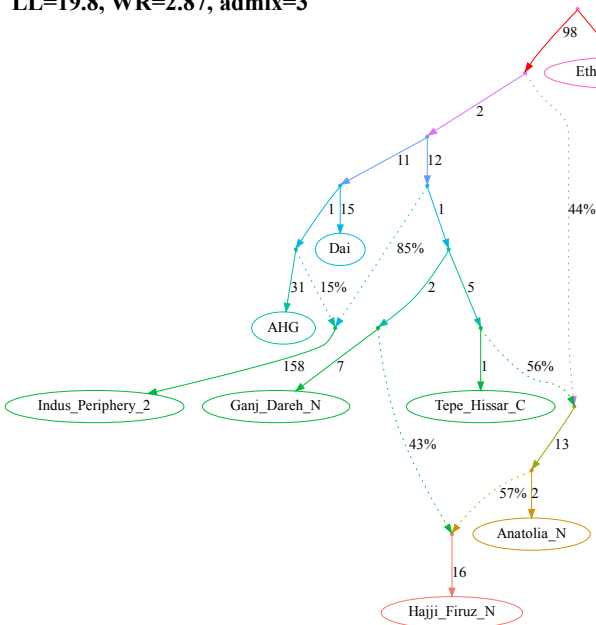 LL=19.8, WR=2.87, admix=3
98
Eth
2
11
12
44%
1
15
1
Dai
85%
31
15%
2
5
AHG
158
7
1
56%
Indus_Periphery_2
Ganj_Dareh_N
Tepe_Hissar_C
43%
13
57%
2
Anatolia_N
16
Hajji_Firuz_N